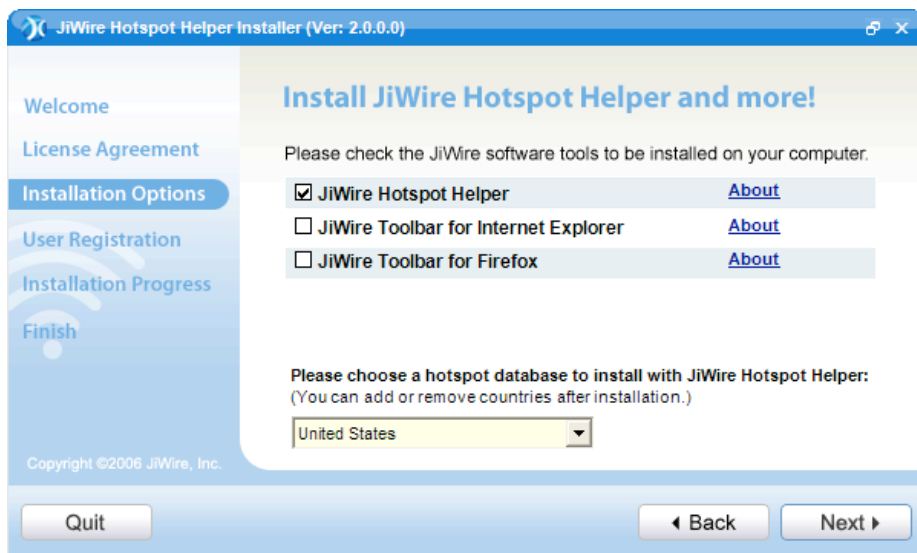 JiWire Hotspot Helper Installer (Ver: 2.0.0.0)
Welcome
License Agreement
Installation Options
User Registration
Installation Progress
Finish
Copyright ©2006 JiWire, Inc.
Install JiWire Hotspot Helper and more!
Please check the JiWire software tools to be installed on your computer.
JiWire Hotspot Helper About
JiWire Toolbar for Internet Explorer About
JiWire Toolbar for Firefox About
Please choose a hotspot database to install with JiWire Hotspot Helper:
(You can add or remove countries after installation.)
United States
Quit
Back
Next